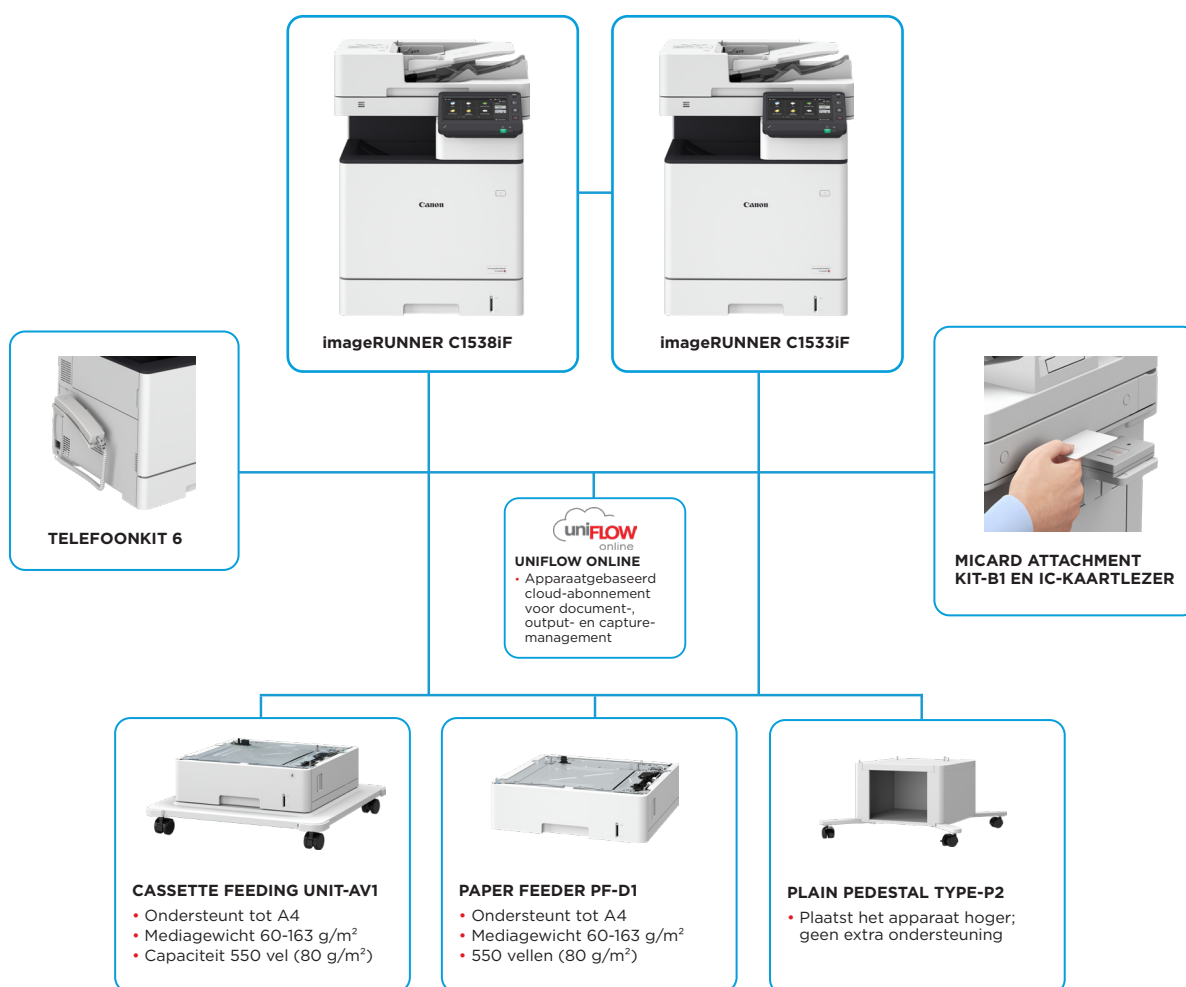 Canon
Canon
imageRUNNER C1538iF
imageRUNNER C1533iF
TELEFOONKIT 6
uniFLOW
online
UNIFLOW ONLINE
• Apparaatgebaseerd
cloud-abonnement
voor document-,
output- en capture-
management
MICARD ATTACHMENT
KIT-B1 EN IC-KAARTLEZER
CASSETTE FEEDING UNIT-AV1
• Ondersteunt tot A4
• Mediagewicht 60-163 g/m²
• Capaciteit 550 vel (80 g/m²)
PAPER FEEDER PF-D1
• Ondersteunt tot A4
• Mediagewicht 60-163 g/m²
• 550 vellen (80 g/m²)
PLAIN PEDESTAL TYPE-P2
• Plaatst het apparaat hoger;
geen extra ondersteuning